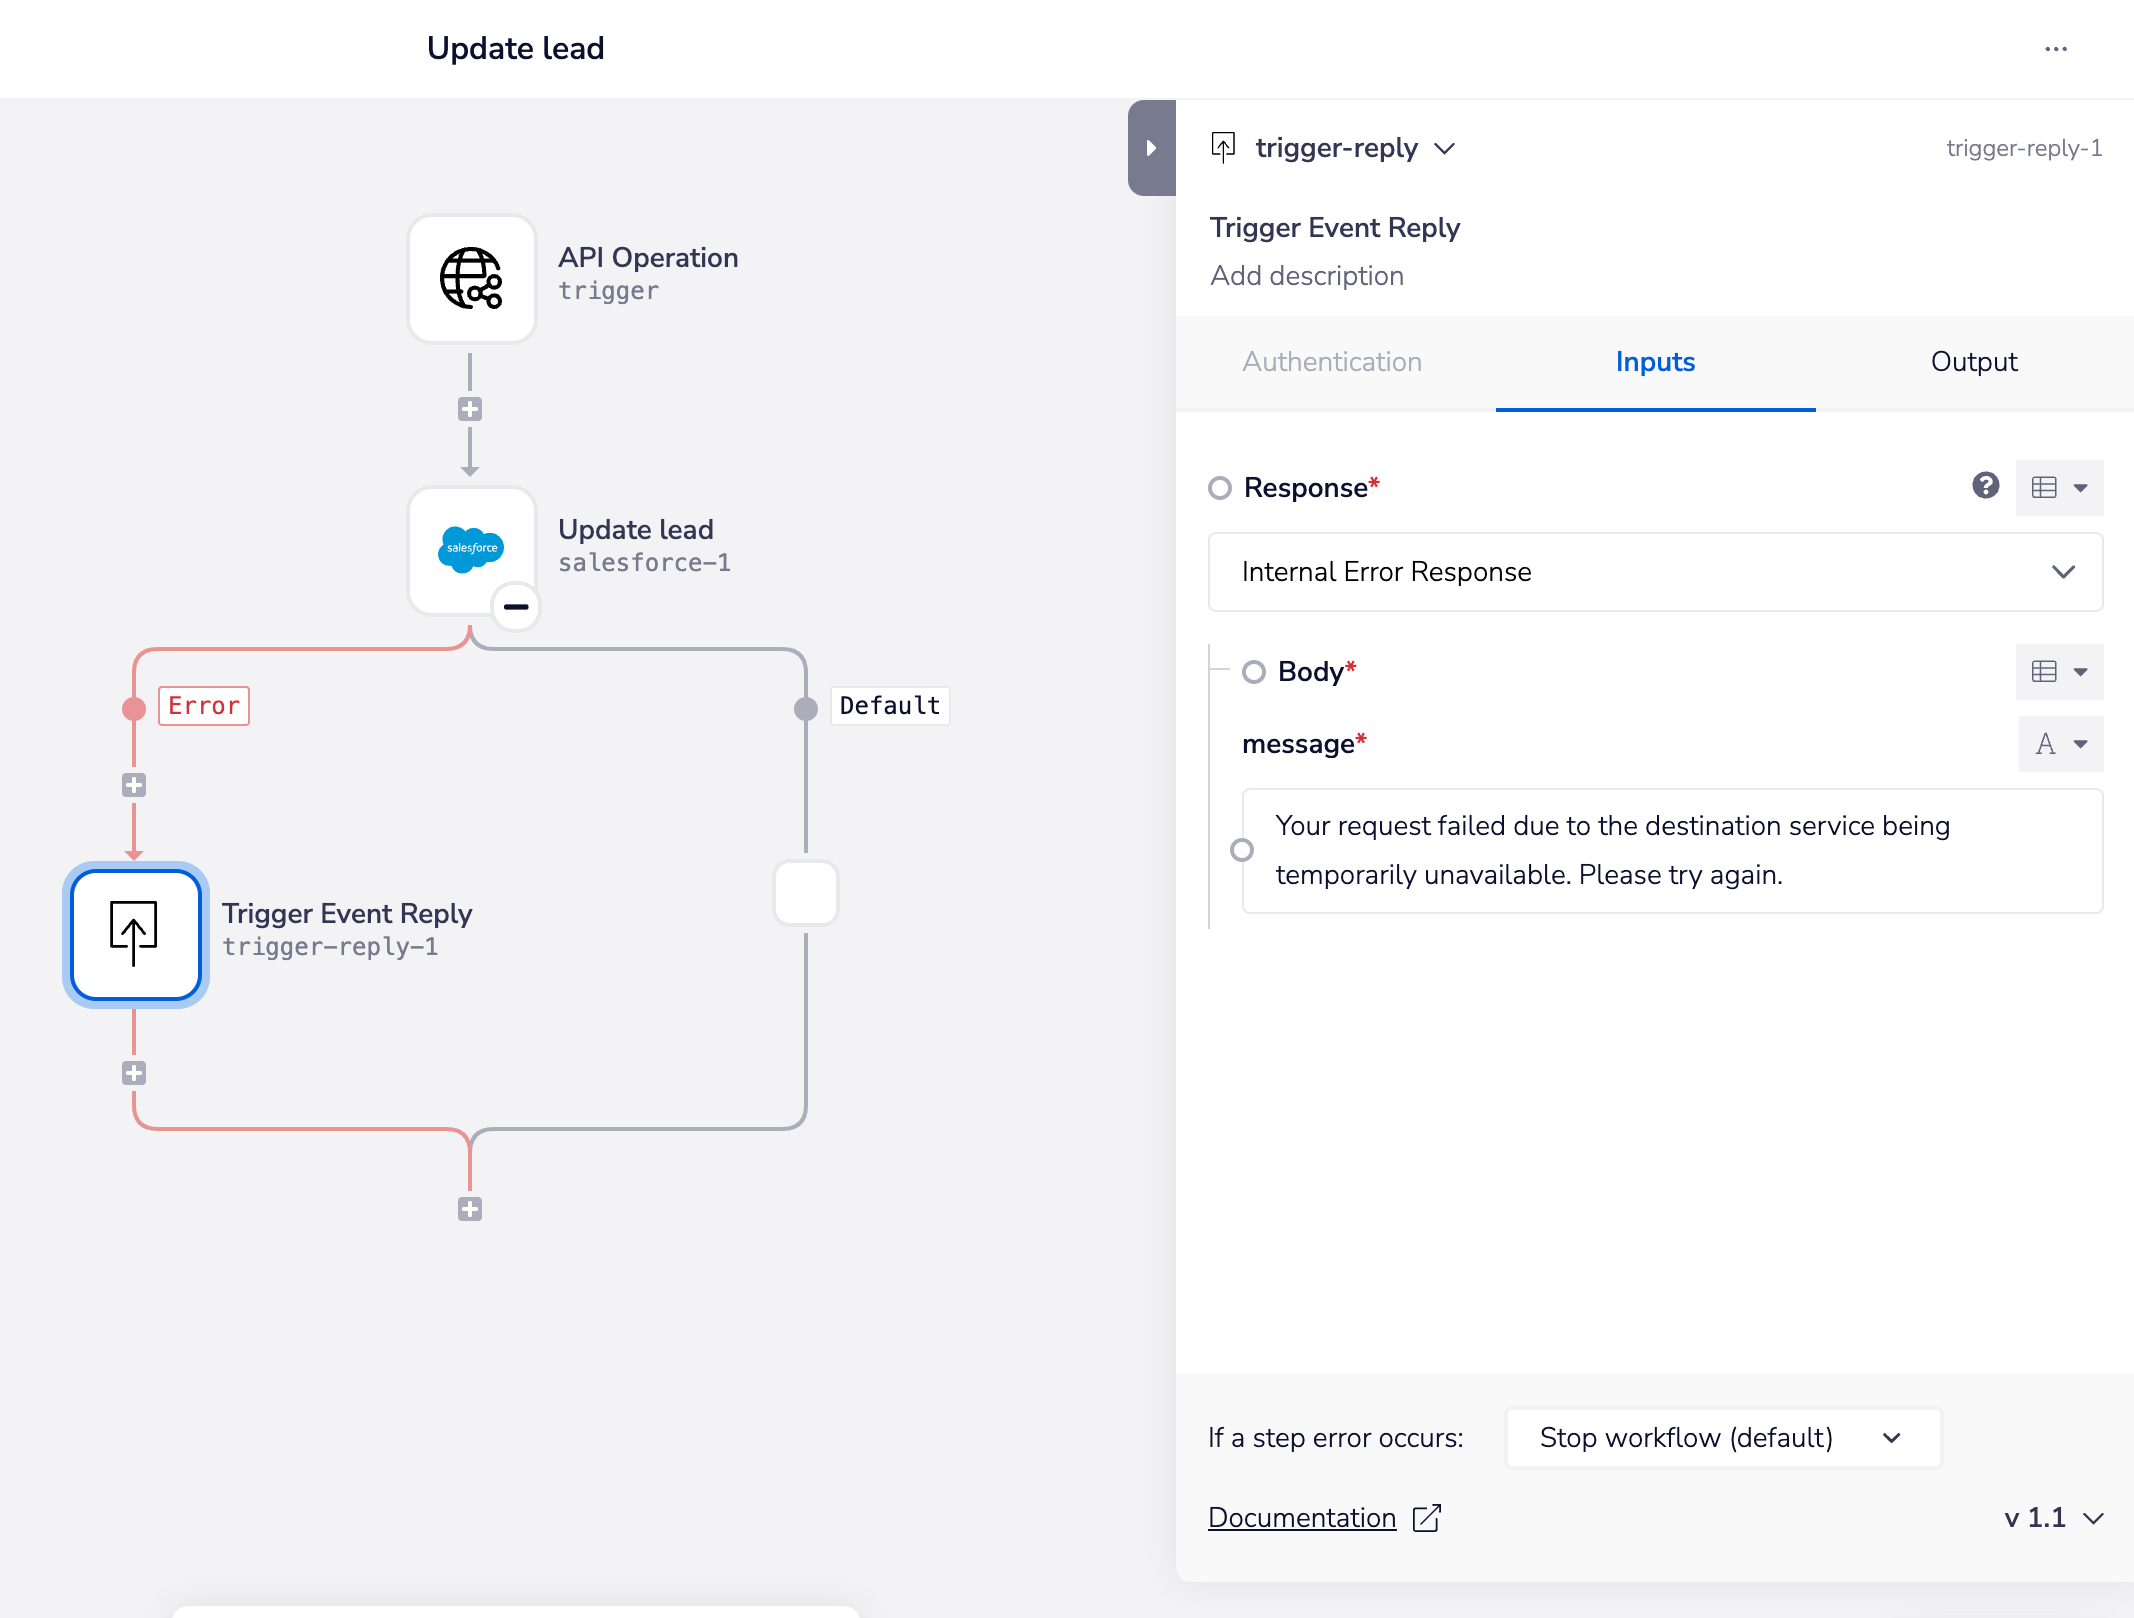 Update lead
API Operation
trigger
salesforce
Update lead
salesforce-1
Error
Default
Trigger Event Reply
trigger-reply-1
trigger-reply
trigger-reply-1
Trigger Event Reply
Add description
Authentication
Inputs
Output
Response*
Internal Error Response
Body*
message*
Your request failed due to the destination service being
temporarily unavailable. Please try again.
If a step error occurs:
Stop workflow (default)
Documentation
v 1.1